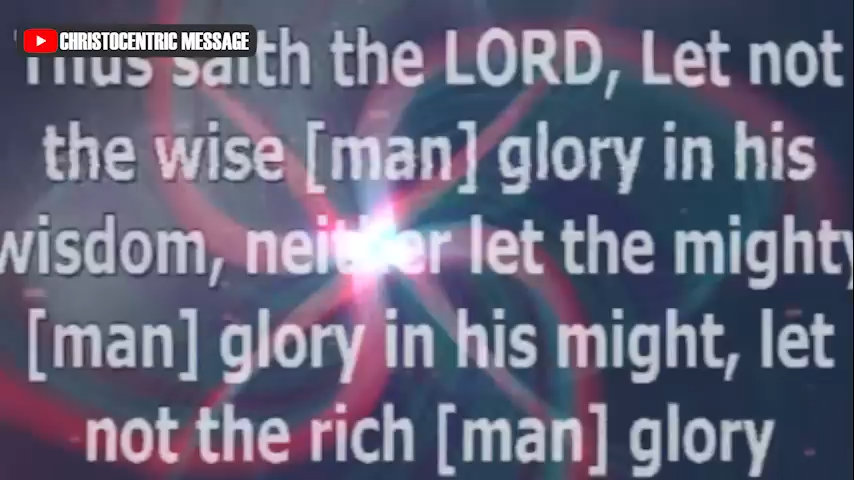 CHRISTOCENTRIC MESSAGE
Thus saith the LORD, Let not
the wise [man] glory in his
wisdom, neither let the mighty
[man] glory in his might, let
not the rich [man] glory